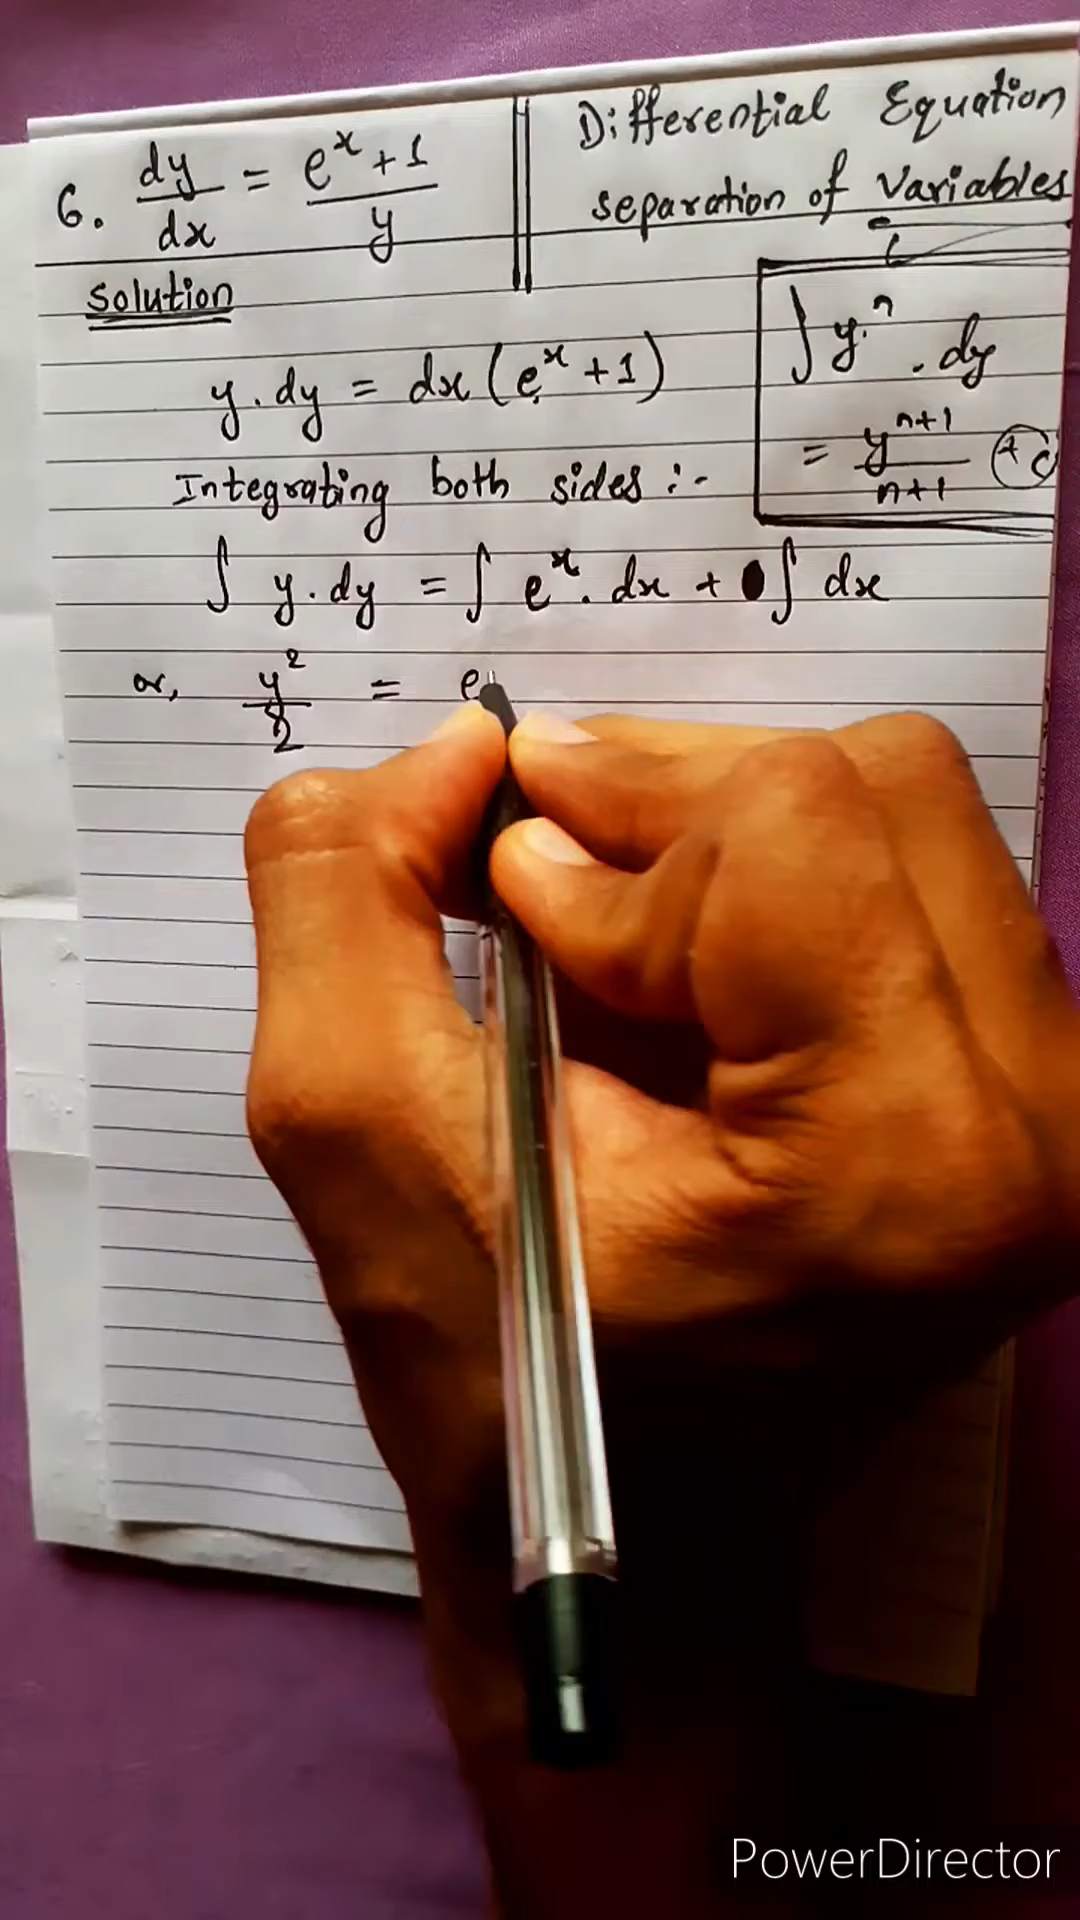 6. dy/dx = e^x + 1 / y
Differential Equation
separation of Variables
solution
y . dy = dx (e^x + 1)
∫ y^n . dy
= y^(n+1) / n+1 + c
Integrating both sides :-
∫ y . dy = ∫ e^x . dx + ∫ dx
or, y^2 / 2 = e
PowerDirector